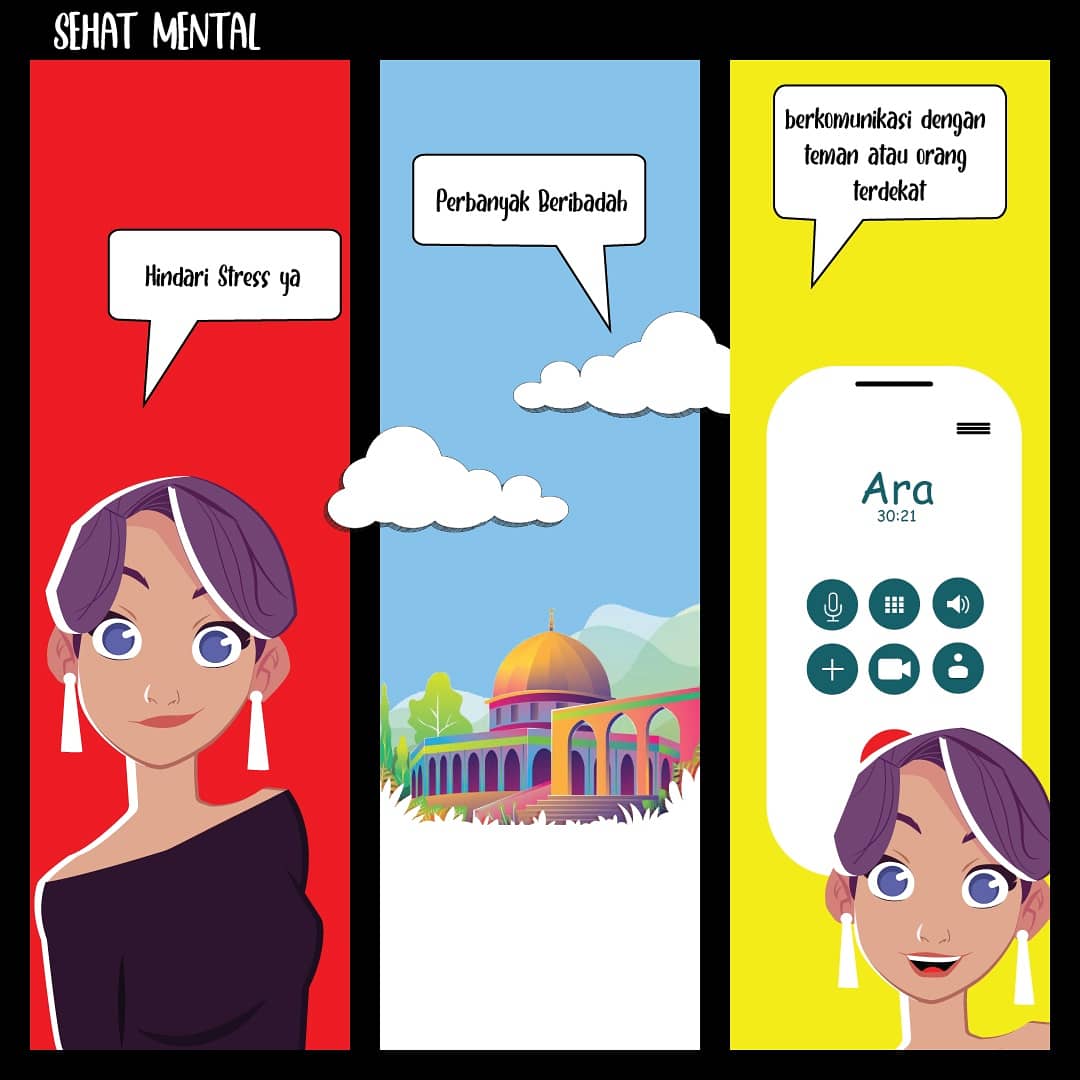 SEHAT MENTAL
Hindari Stress ya
Perbanyak Beribadah
berkomunikasi dengan
teman atau orang
terdekat
Ara
30:21